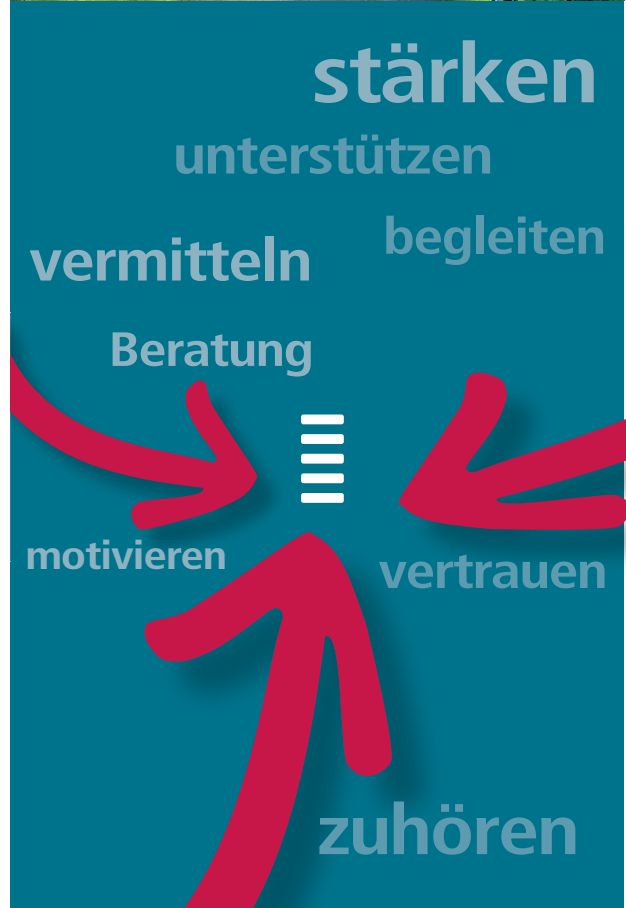 stärken
unterstützen
begleiten
vermitteln
Beratung
motivieren
vertrauen
zuhören